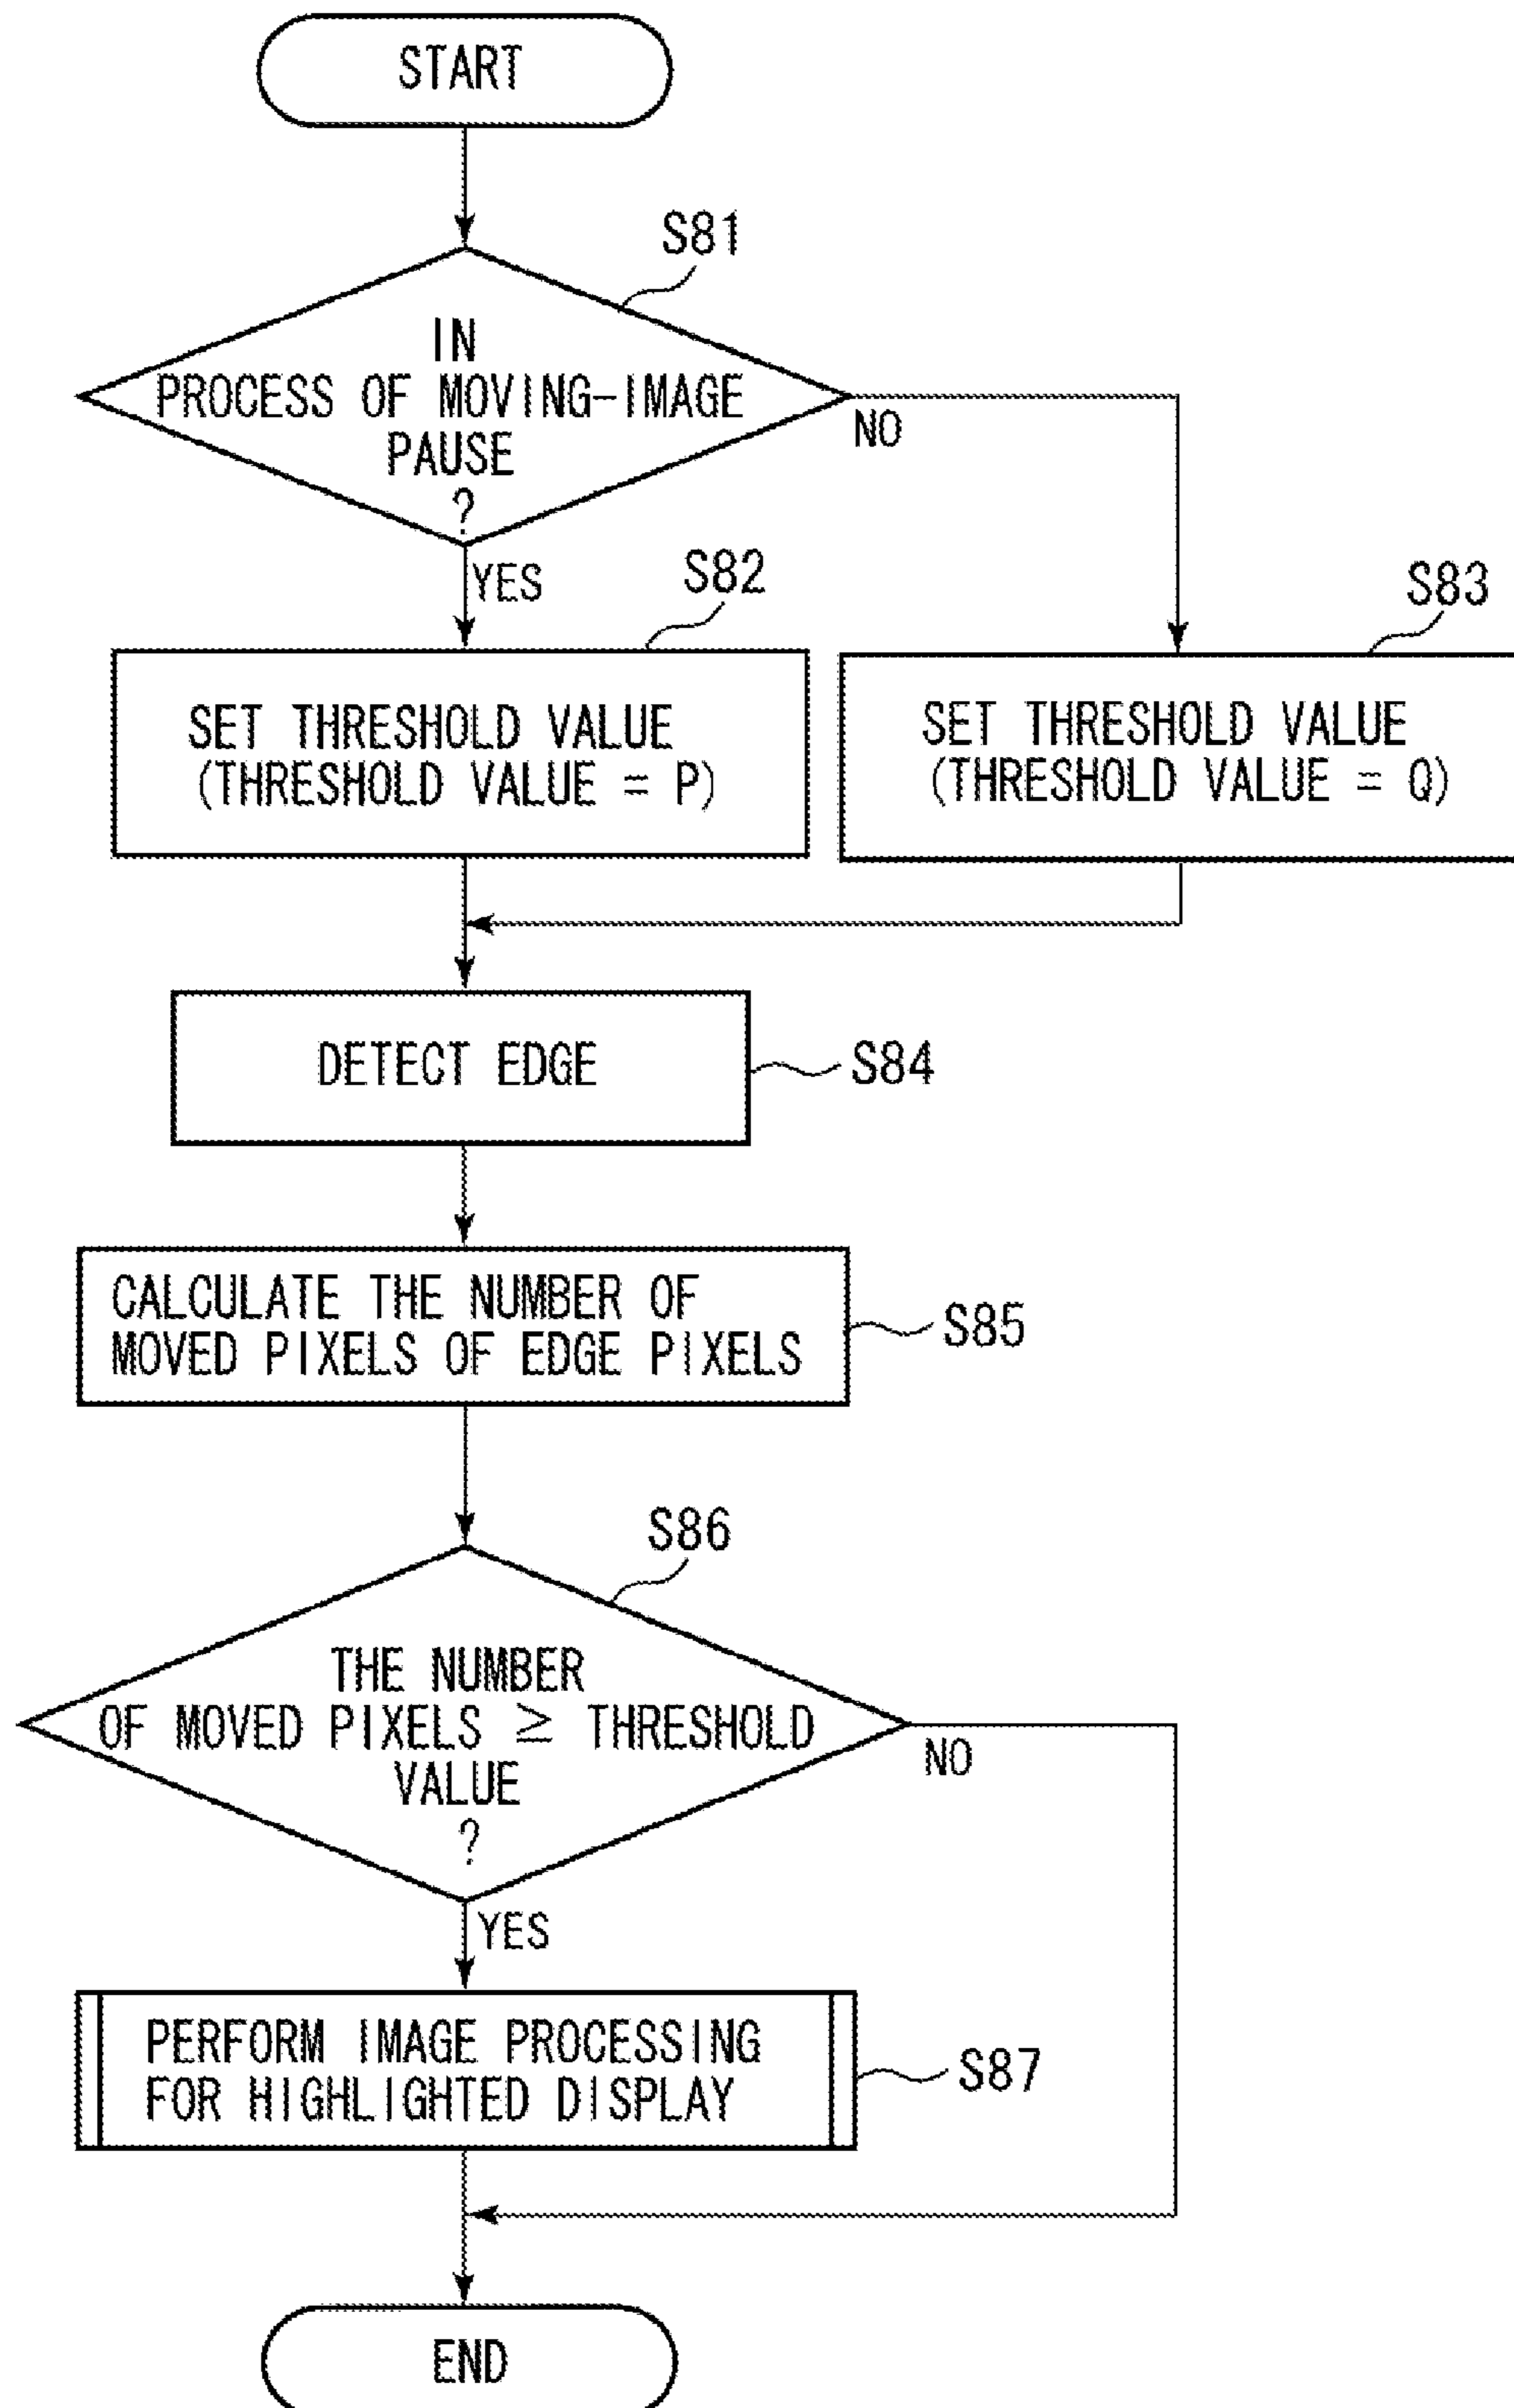 START
S81
IN
PROCESS OF MOVING-IMAGE
PAUSE
?
NO
YES
S82
S83
SET THRESHOLD VALUE
(THRESHOLD VALUE = P)
SET THRESHOLD VALUE
(THRESHOLD VALUE = Q)
DETECT EDGE
S84
CALCULATE THE NUMBER OF
MOVED PIXELS OF EDGE PIXELS
S85
S86
THE NUMBER
OF MOVED PIXELS ≥ THRESHOLD
VALUE
?
NO
YES
PERFORM IMAGE PROCESSING
FOR HIGHLIGHTED DISPLAY
S87
END